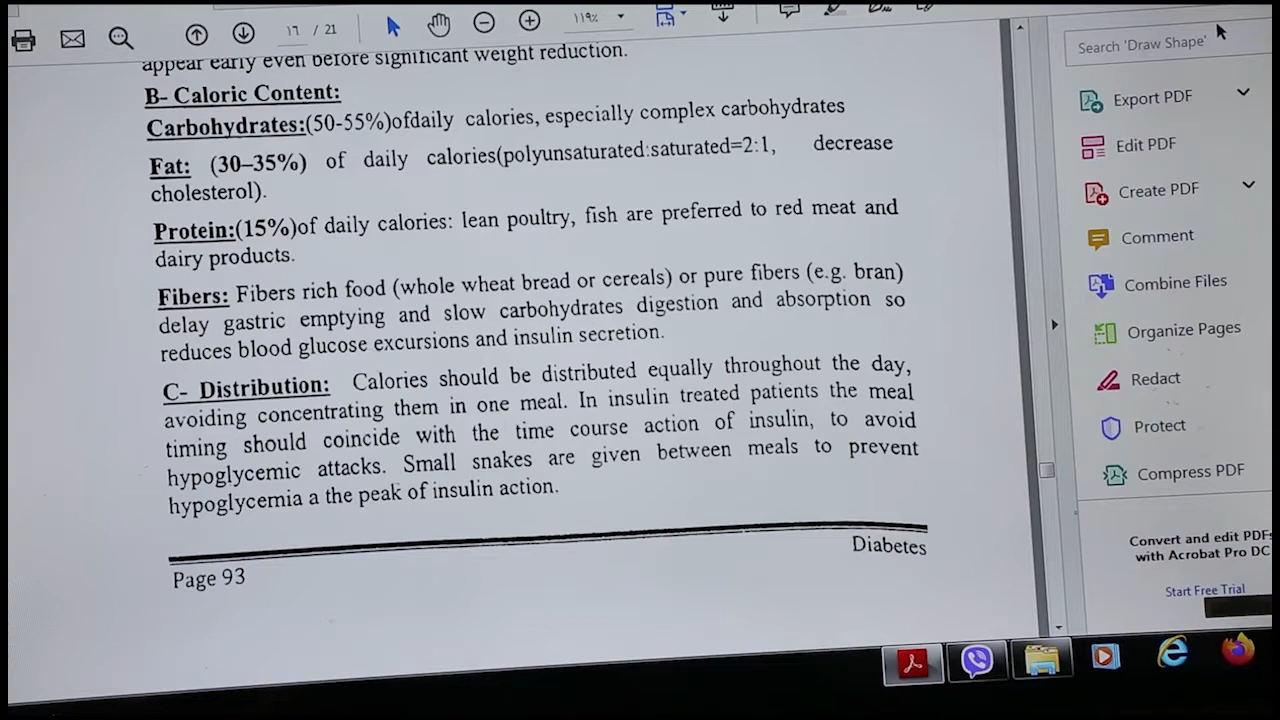 ١٦ / 21
١١٩%
Search 'Draw Shape'
appear early even before significant weight reduction.
B- Caloric Content:
Carbohydrates:(50-55%)ofdaily calories, especially complex carbohydrates
Fat: (30–35%) of daily calories(polyunsaturated:saturated=2:1, decrease
cholesterol).
Protein:(15%)of daily calories: lean poultry, fish are preferred to red meat and
dairy products.
Fibers: Fibers rich food (whole wheat bread or cereals) or pure fibers (e.g. bran)
delay gastric emptying and slow carbohydrates digestion and absorption so
reduces blood glucose excursions and insulin secretion.
C- Distribution: Calories should be distributed equally throughout the day,
avoiding concentrating them in one meal. In insulin treated patients the meal
timing should coincide with the time course action of insulin, to avoid
hypoglycemic attacks. Small snakes are given between meals to prevent
hypoglycemia a the peak of insulin action.
Diabetes
Page 93
Export PDF
Edit PDF
Create PDF
Comment
Combine Files
Organize Pages
Redact
Protect
Compress PDF
Convert and edit PDFs
with Acrobat Pro DC
Start Free Trial